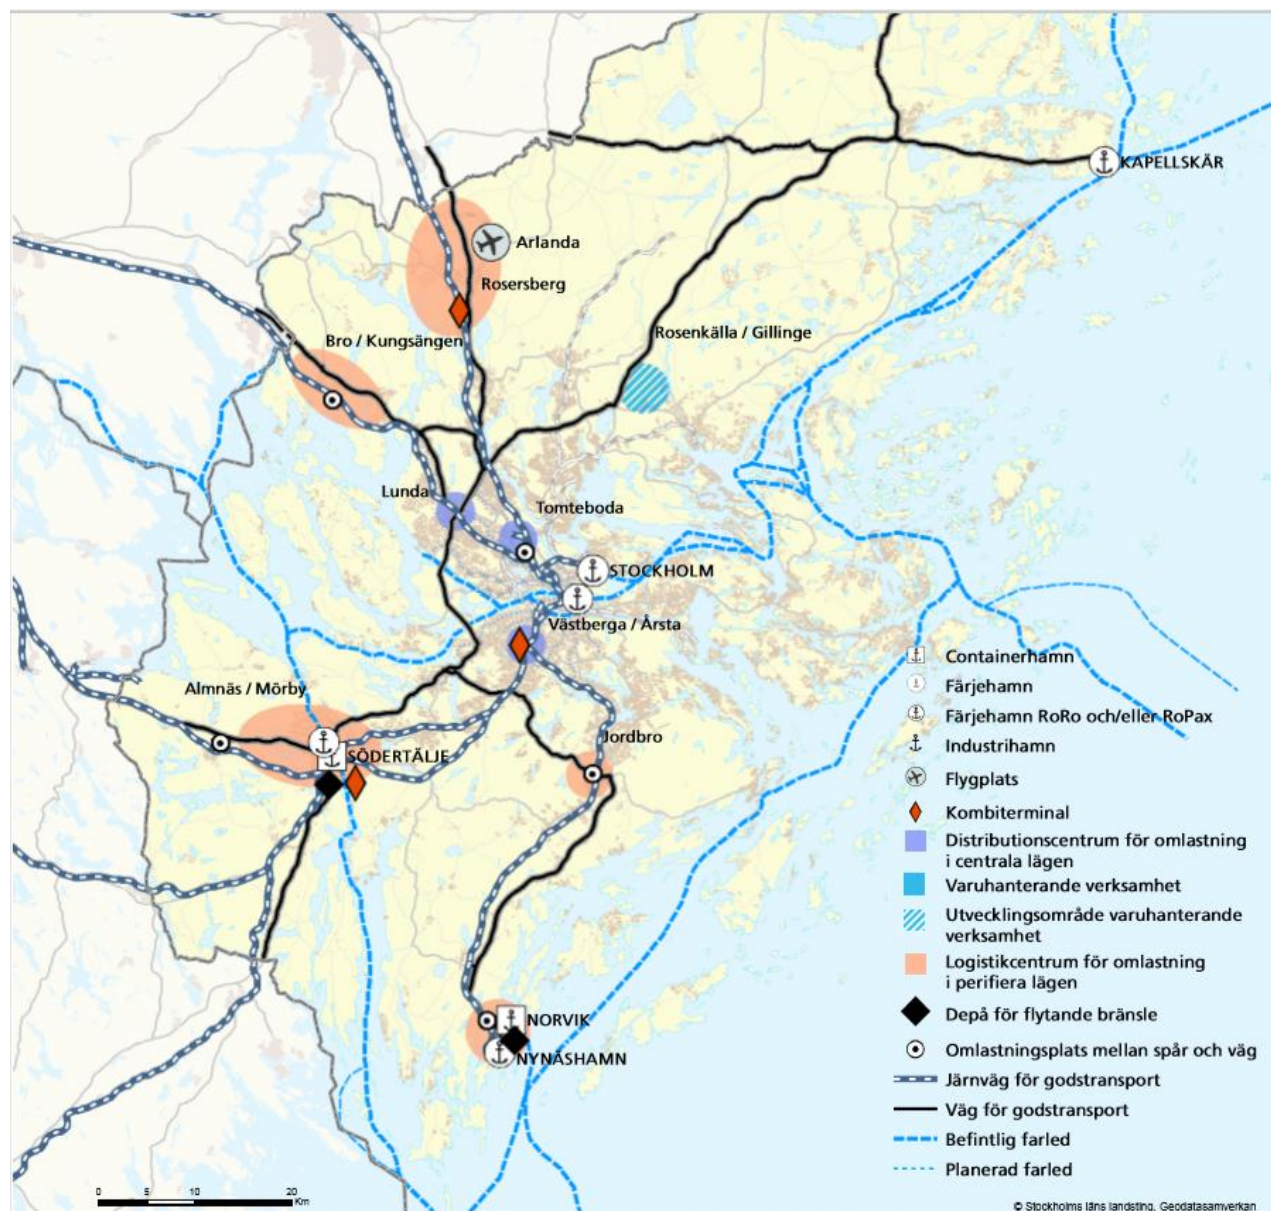 KAPELLSKÄR
Arlanda
Rosersberg
Rosenkälla / Gillinge
Bro / Kungsängen
Lunda
Tomteboda
STOCKHOLM
Västberga / Årsta
Almnäs / Mörby
Jordbro
SÖDERTÄLJE
NORVIK
NYNÄSHAMN
Containerhamn
Färjehamn
Färjehamn RoRo och/eller RoPax
Industrihamn
Flygplats
Kombiterminal
Distributionscentrum för omlastning
i centrala lägen
Varuhanterande verksamhet
Utvecklingsområde varuhanterande
verksamhet
Logistikcentrum för omlastning
i perifiera lägen
Depå för flytande bränsle
Omlastningsplats mellan spår och väg
Järnväg för godstransport
Väg för godstransport
Befintlig farled
Planerad farled
0 5 10 20
Km
© Stockholms läns landsting, Geodatasamverkan